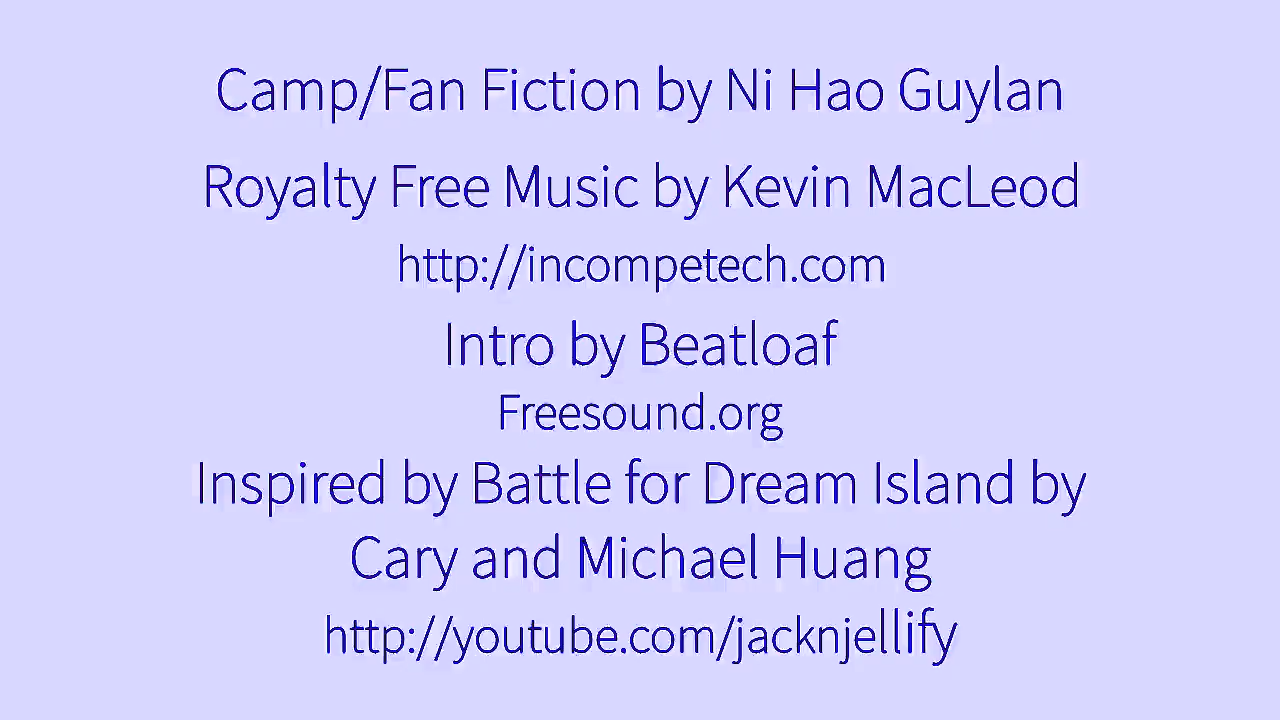 Camp/Fan Fiction by Ni Hao Guylan
Royalty Free Music by Kevin MacLeod
http://incompetech.com
Intro by Beatloaf
Freesound.org
Inspired by Battle for Dream Island by
Cary and Michael Huang
http://youtube.com/jacknjellify